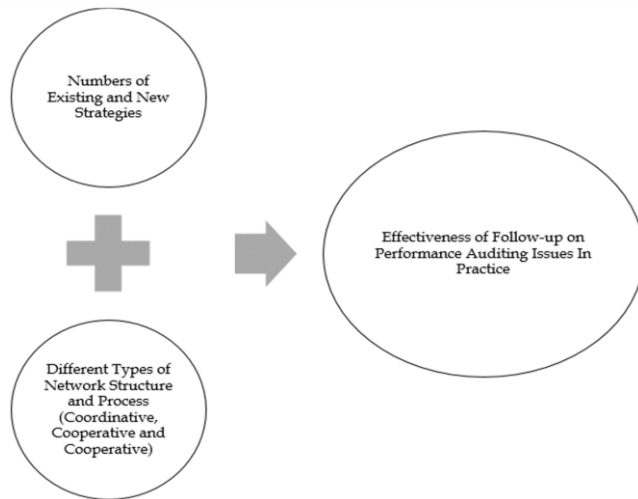 Numbers of
Existing and New
Strategies
Effectiveness of Follow-up on
Performance Auditing Issues In
Practice
Different Types of
Network Structure
and Process
(Coordinative,
Cooperative and
Cooperative)